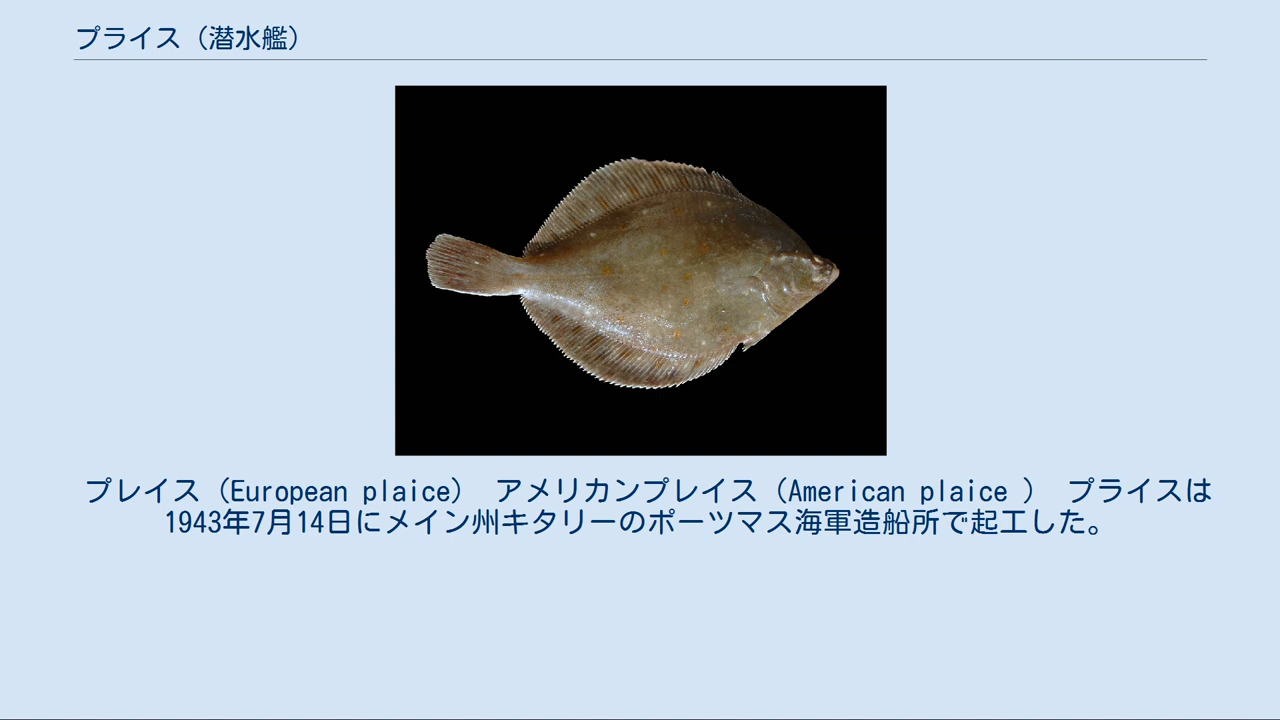 プライス（潜水艦）
プレイス（European plaice） アメリカンプレイス（American plaice ） プライスは
1943年7月14日にメイン州キタリーのポーツマス海軍造船所で起工した。